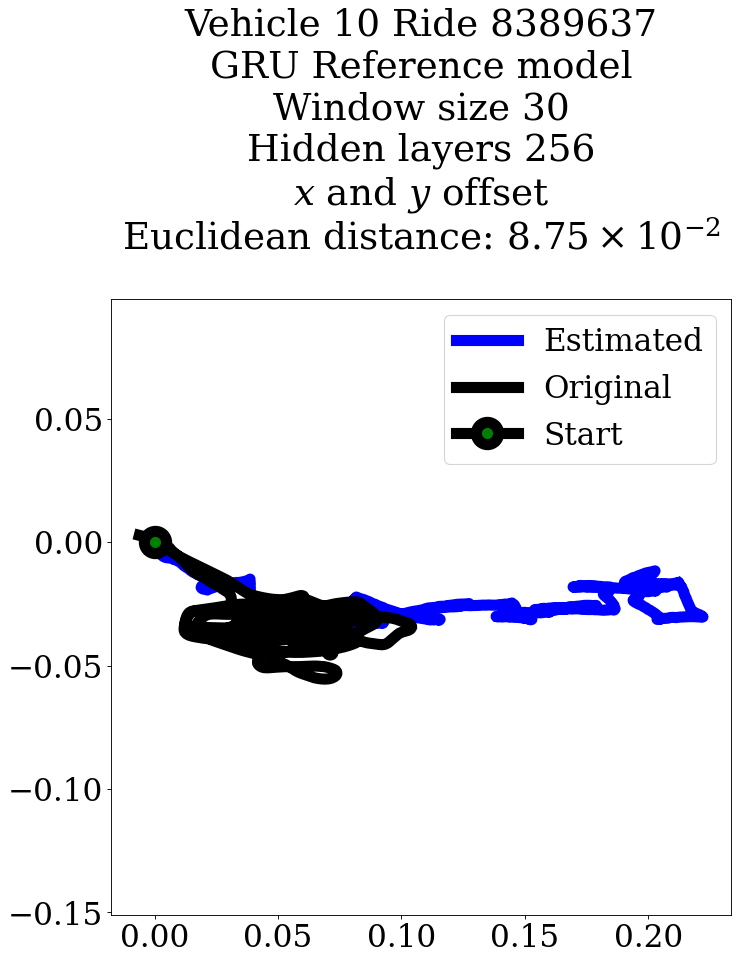 Vehicle 10 Ride 8389637
GRU Reference model
Window size 30
Hidden layers 256
x and y offset
Euclidean distance: 8.75 × 10⁻²
Estimated
Original
Start
0.05
0.00
−0.05
−0.10
−0.15
0.00 0.05 0.10 0.15 0.20